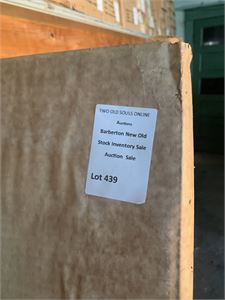 TWO OLD SOULS ONLINE
Auctions
Barberton New Old
Stock Inventory Sale
Auction Sale
Lot 439